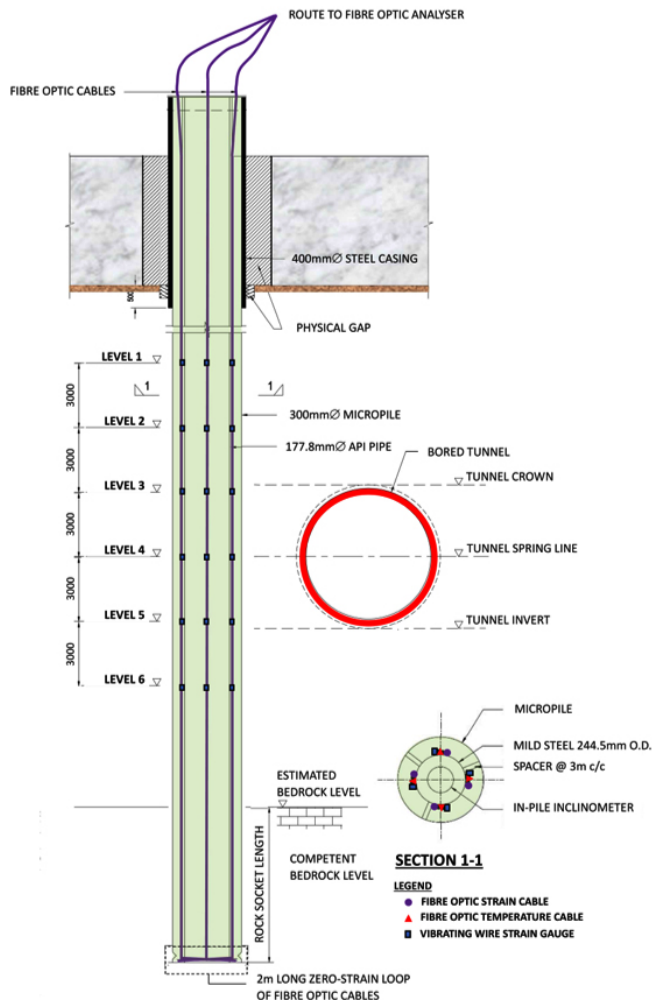 ROUTE TO FIBRE OPTIC ANALYSER
FIBRE OPTIC CABLES
400mm∅ STEEL CASING
500
PHYSICAL GAP
LEVEL 1
1 1
3000
300mm∅ MICROPILE
LEVEL 2
177.8mm∅ API PIPE
BORED TUNNEL
3000
TUNNEL CROWN
LEVEL 3
3000
LEVEL 4
TUNNEL SPRING LINE
3000
LEVEL 5
TUNNEL INVERT
3000
LEVEL 6
MICROPILE
MILD STEEL 244.5mm O.D.
SPACER @ 3m c/c
IN-PILE INCLINOMETER
ESTIMATED
BEDROCK LEVEL
COMPETENT
BEDROCK LEVEL
ROCK SOCKET LENGTH
SECTION 1-1
LEGEND
FIBRE OPTIC STRAIN CABLE
FIBRE OPTIC TEMPERATURE CABLE
VIBRATING WIRE STRAIN GAUGE
2m LONG ZERO-STRAIN LOOP
OF FIBRE OPTIC CABLES